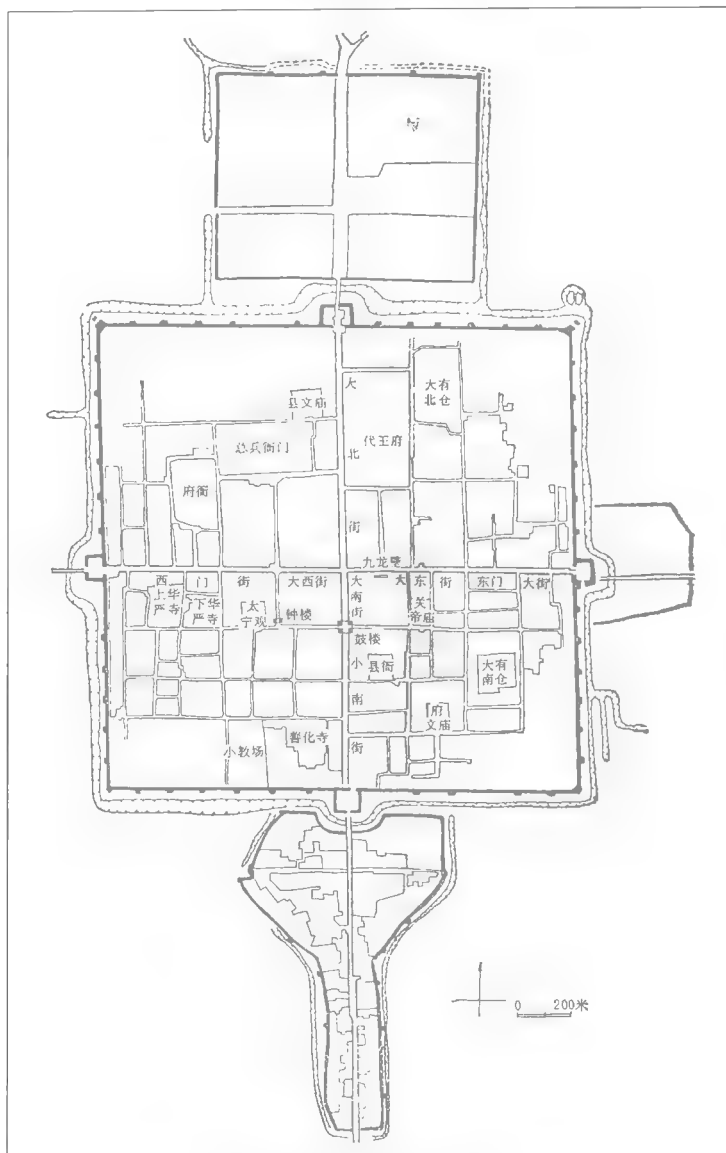 县文庙
大有
北仓
总兵衙门
代王府
大
北
街
府衙
九龙壁
西 门 街 大西街 大 东 街 东门 大街
上华
严寺
下华
严寺
太
宁观
钟楼
大
南
街
关
帝庙
鼓楼
县衙
大有
南仓
小
南
街
府
文庙
小教场
善化寺
0 200米